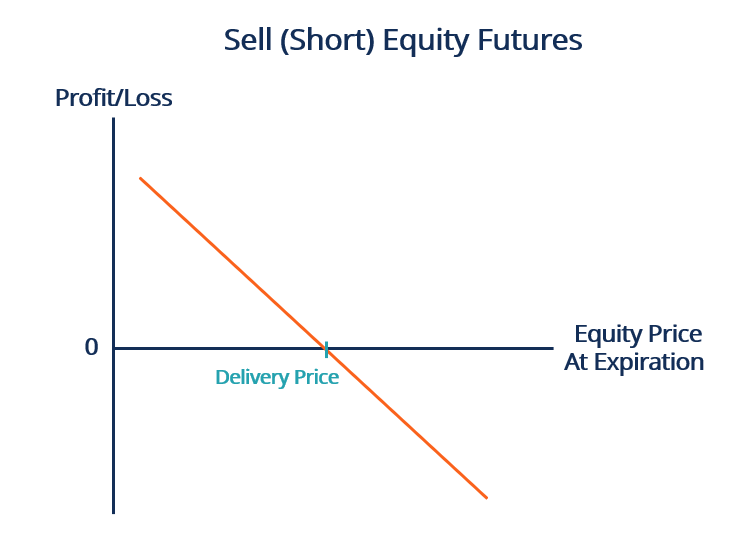 Sell (Short) Equity Futures
Profit/Loss
0
Equity Price
At Expiration
Delivery Price